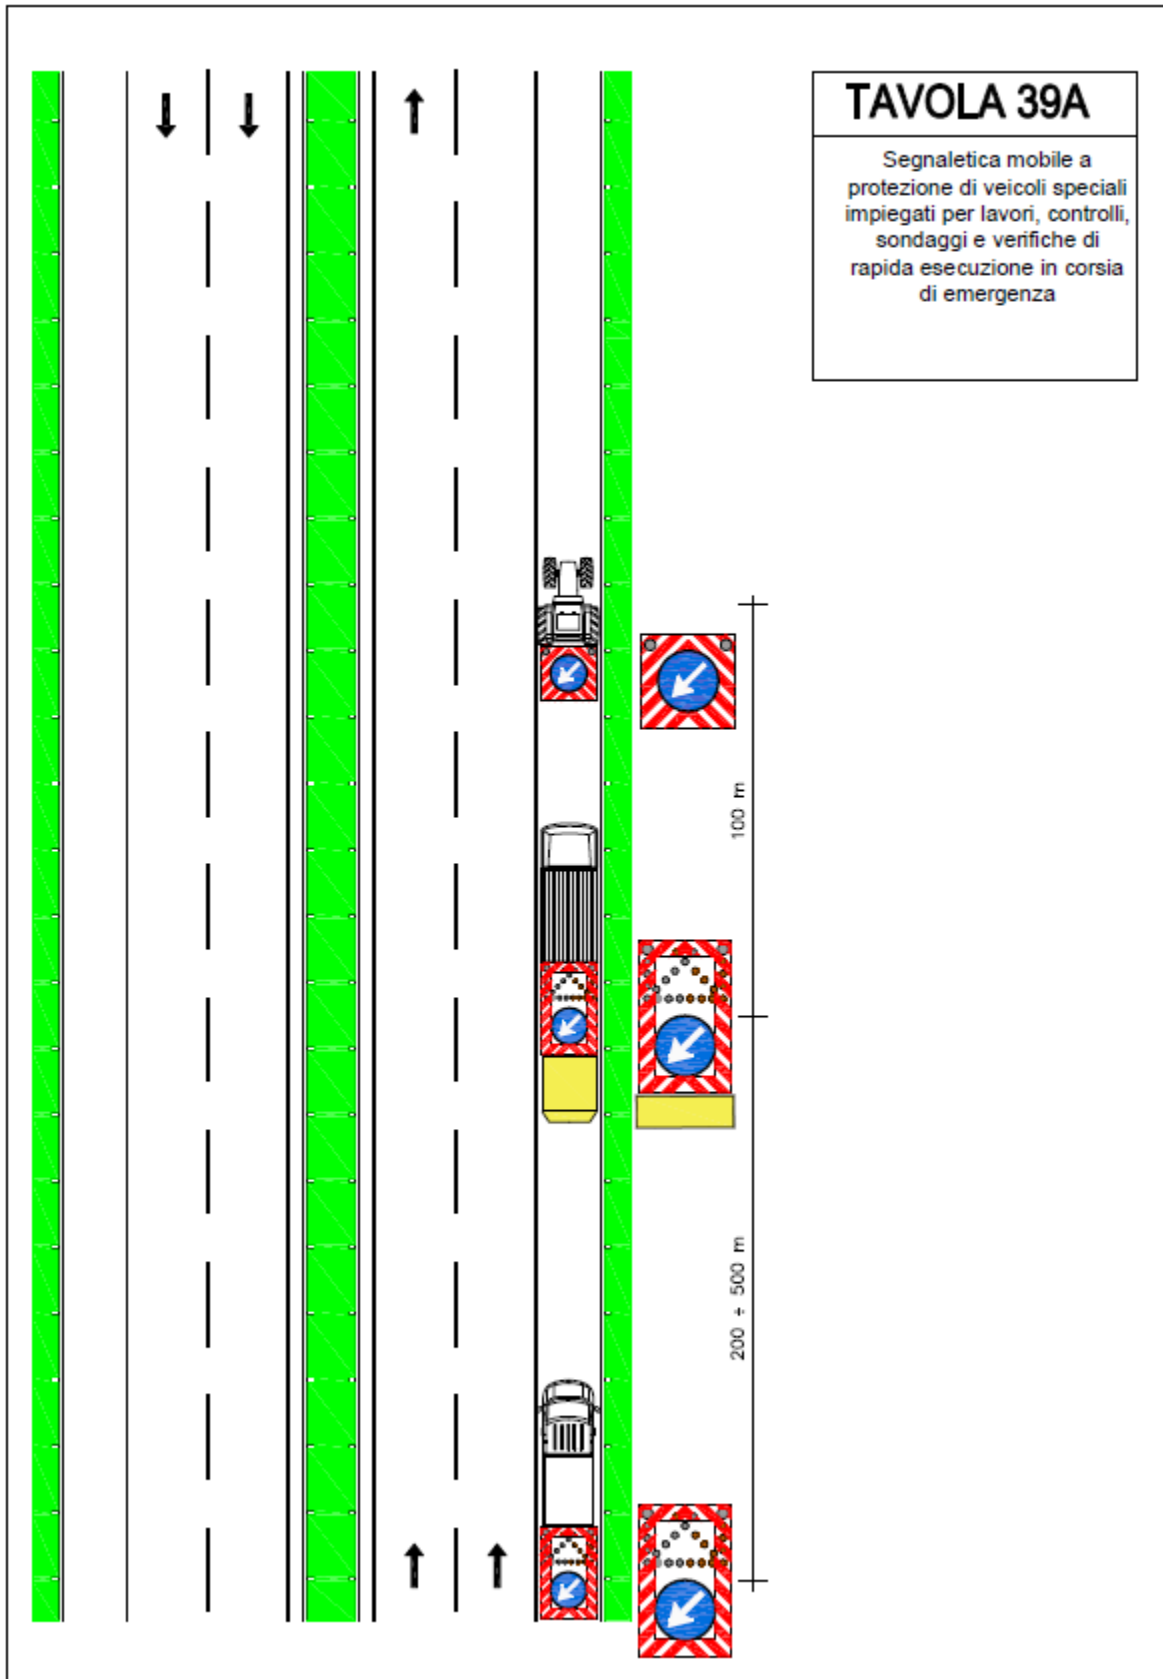 TAVOLA 39A
Segnaletica mobile a
protezione di veicoli speciali
impiegati per lavori, controlli,
sondaggi e verifiche di
rapida esecuzione in corsia
di emergenza
100 m
200 ÷ 500 m